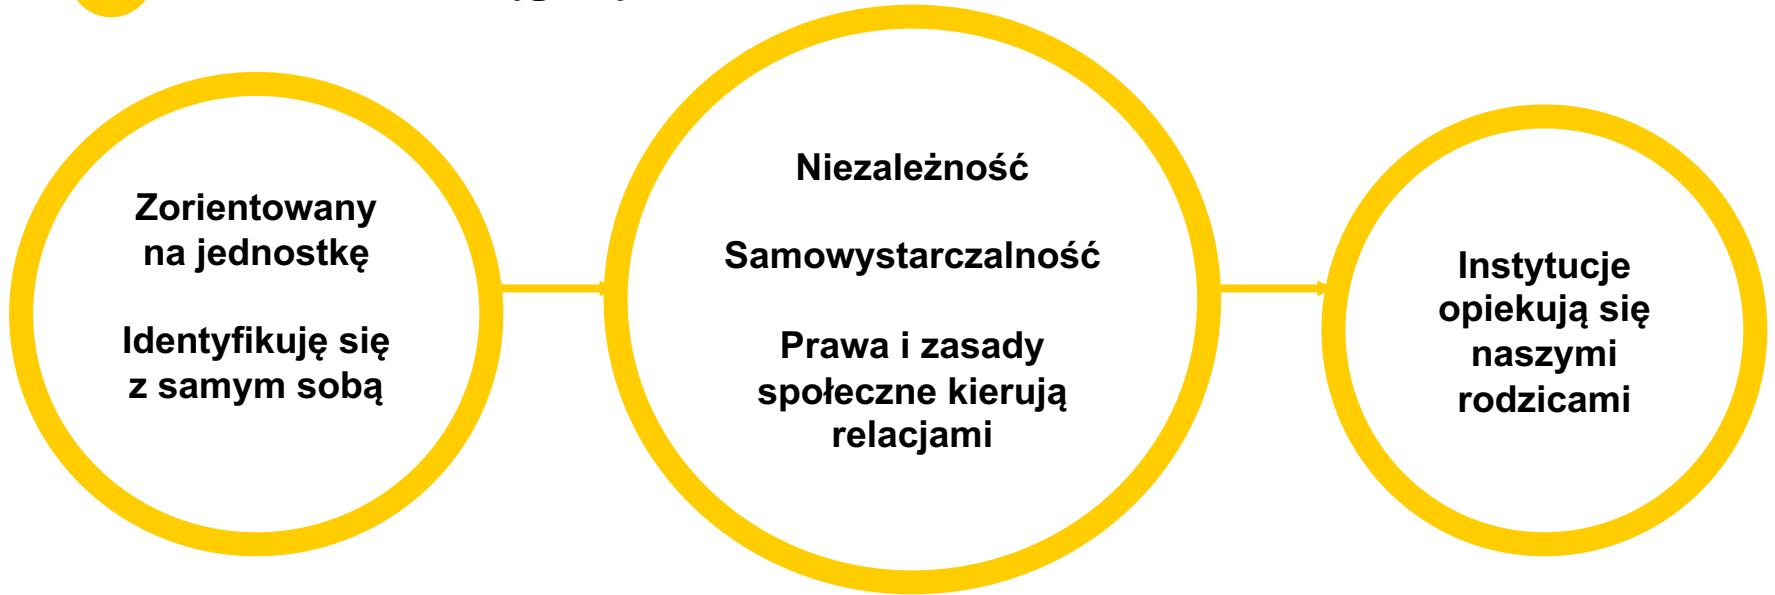 Zorientowany
na jednostkę
Identyfikuję się
z samym sobą
Niezależność
Samowystarczalność
Prawa i zasady
społeczne kierują
relacjami
Instytucje
opiekują się
naszymi
rodzicami